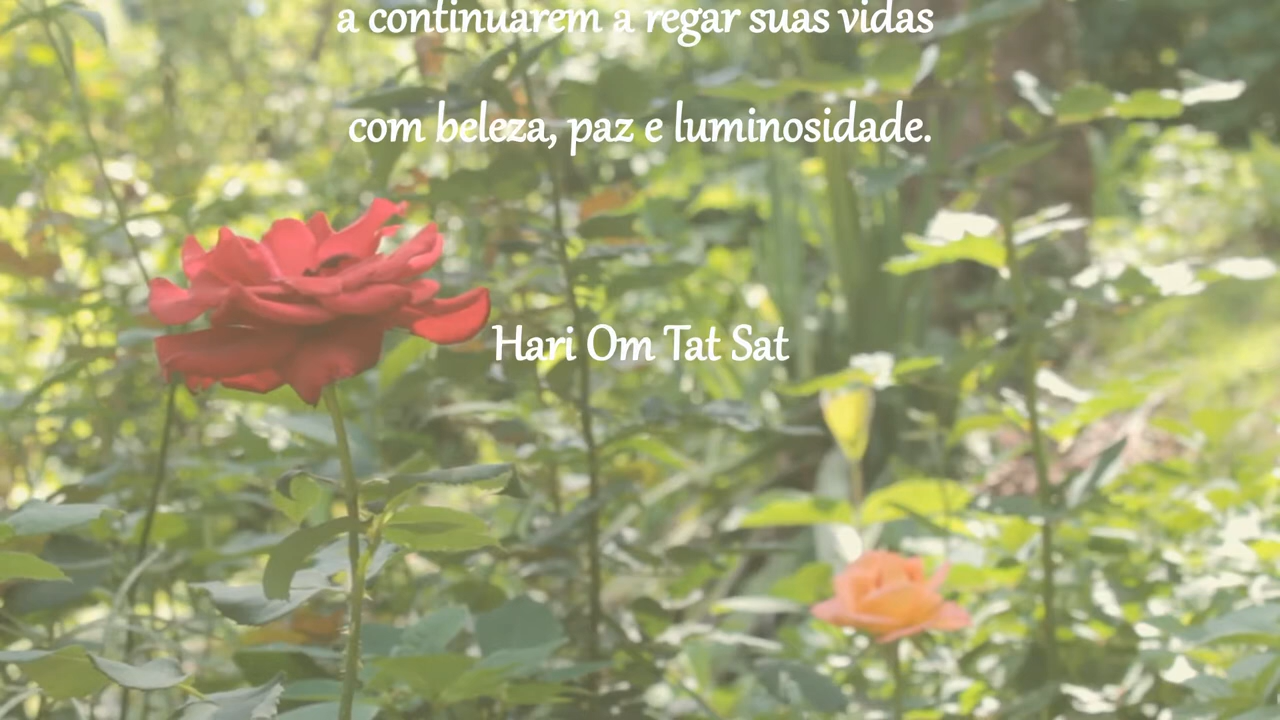 a continuarem a regar suas vidas
com beleza, paz e luminosidade.
Hari Om Tat Sat